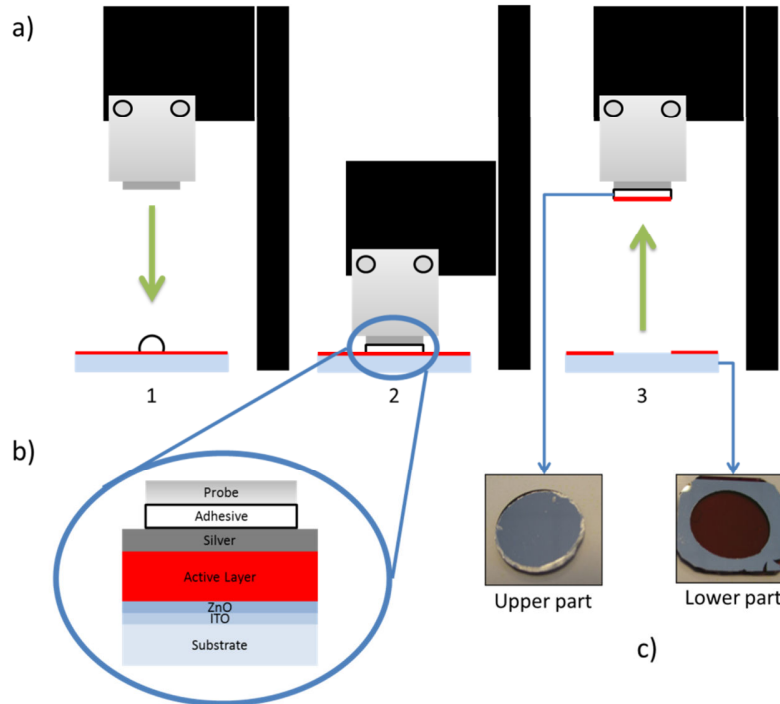 a)
1
2
3
b)
Probe
Adhesive
Silver
Active Layer
ZnO
ITO
Substrate
Upper part
Lower part
c)